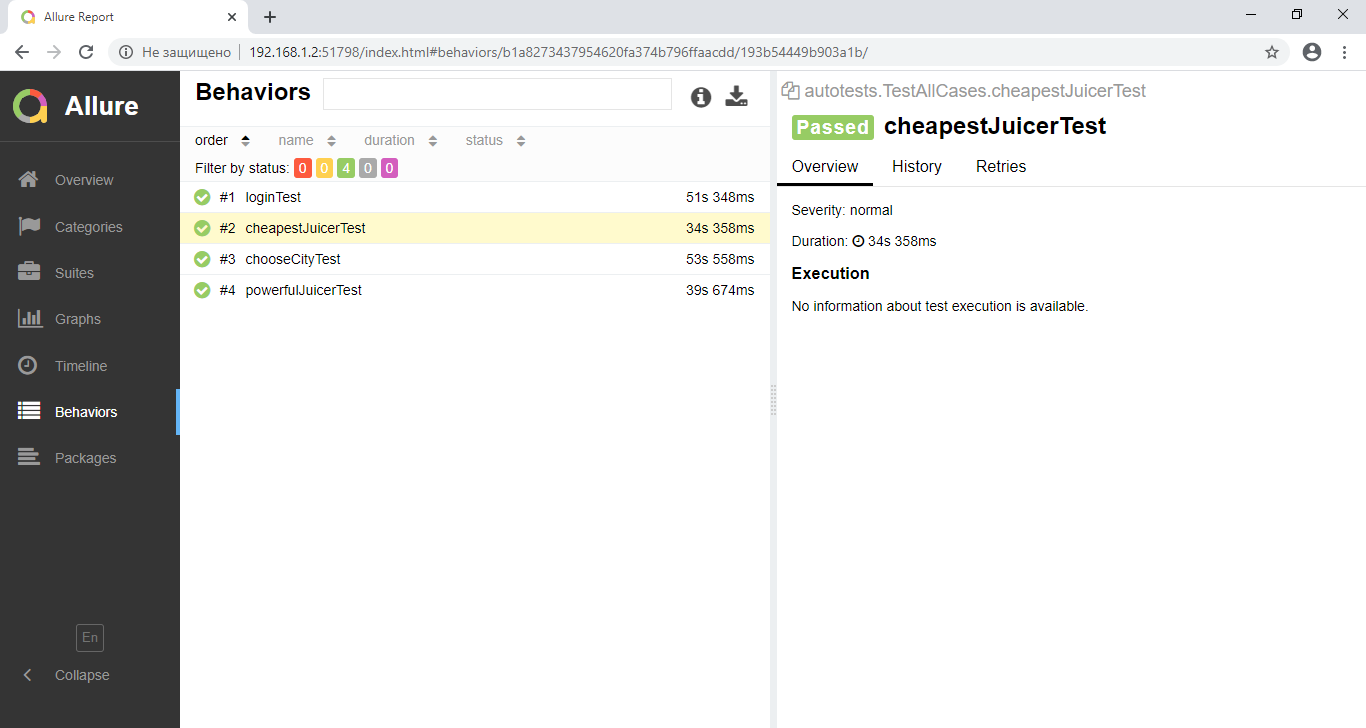 Allure Report
Не защищено
192.168.1.2:51798/index.html#behaviors/b1a8273437954620fa374b796ffaacdd/193b54449b903a1b/
Allure
Overview
Categories
Suites
Graphs
Timeline
Behaviors
Packages
En
Collapse
Behaviors
order name duration status
Filter by status: 0 0 4 0 0
#1 loginTest 51s 348ms
#2 cheapestJuicerTest 34s 358ms
#3 chooseCityTest 53s 558ms
#4 powerfulJuicerTest 39s 674ms
autotests.TestAllCases.cheapestJuicerTest
Passed cheapestJuicerTest
Overview History Retries
Severity: normal
Duration: 34s 358ms
Execution
No information about test execution is available.